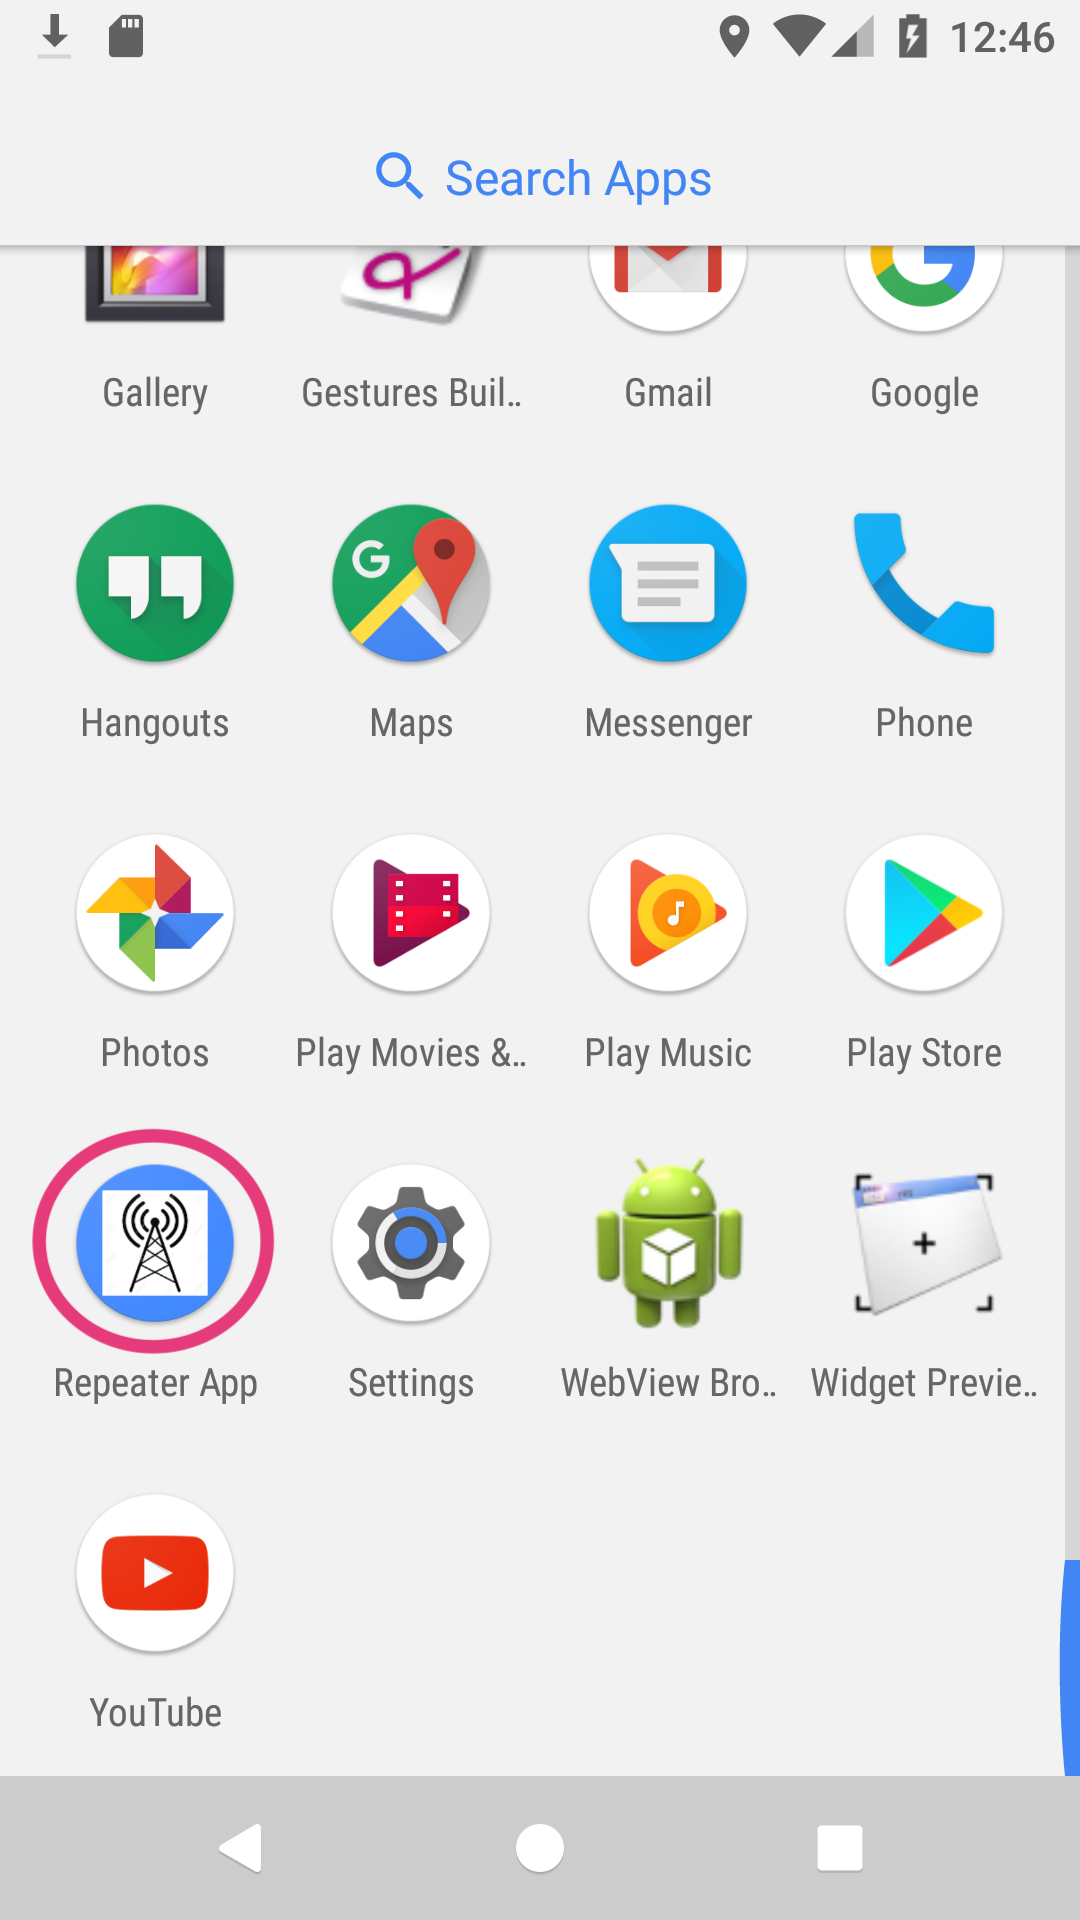 12:46
Search Apps
Gallery Gestures Buil.. Gmail Google
Hangouts Maps Messenger Phone
Photos Play Movies &.. Play Music Play Store
Repeater App Settings WebView Bro.. Widget Previe..
YouTube